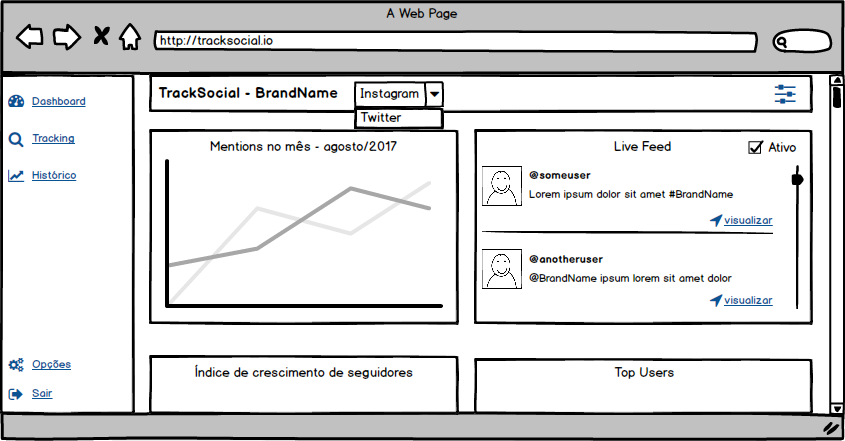 A Web Page
http://tracksocial.io
Dashboard
Tracking
Histórico
Opções
Sair
TrackSocial - BrandName
Instagram
Twitter
Mentions no mês - agosto/2017
Live Feed
Ativo
@someuser
Lorem ipsum dolor sit amet #BrandName
visualizar
@anotheruser
@BrandName ipsum lorem sit amet dolor
visualizar
Índice de crescimento de seguidores
Top Users